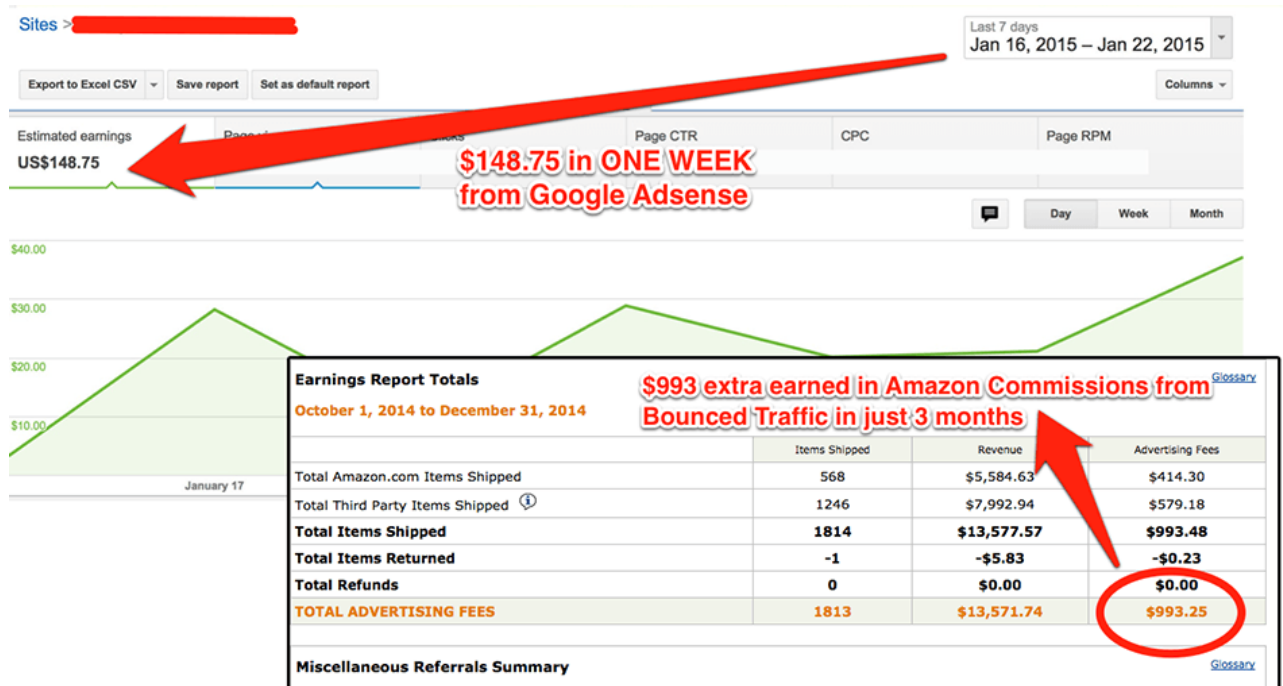 Sites >
Last 7 days
Jan 16, 2015 – Jan 22, 2015
Export to Excel CSV
Save report
Set as default report
Columns
Estimated earnings
Page CTR
CPC
Page RPM
US$148.75
$148.75 in ONE WEEK
from Google Adsense
Day
Week
Month
$40.00
$30.00
$20.00
$10.00
January 17
Earnings Report Totals
Glossary
October 1, 2014 to December 31, 2014
$993 extra earned in Amazon Commissions from
Bounced Traffic in just 3 months
Items Shipped Revenue Advertising Fees
Total Amazon.com Items Shipped 568 $5,584.63 $414.30
Total Third Party Items Shipped 1246 $7,992.94 $579.18
Total Items Shipped 1814 $13,577.57 $993.48
Total Items Returned -1 -$5.83 -$0.23
Total Refunds 0 $0.00 $0.00
TOTAL ADVERTISING FEES 1813 $13,571.74 $993.25
Miscellaneous Referrals Summary
Glossary